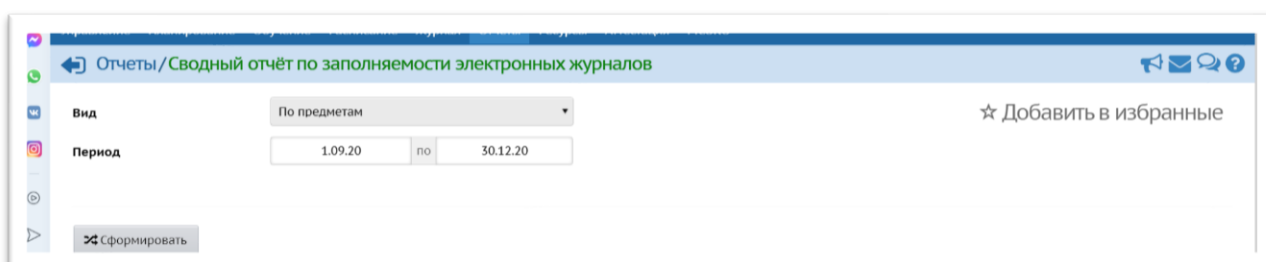 Отчеты/Сводный отчёт по заполняемости электронных журналов
Вид
По предметам
☆ Добавить в избранные
Период
1.09.20 по 30.12.20
Сформировать